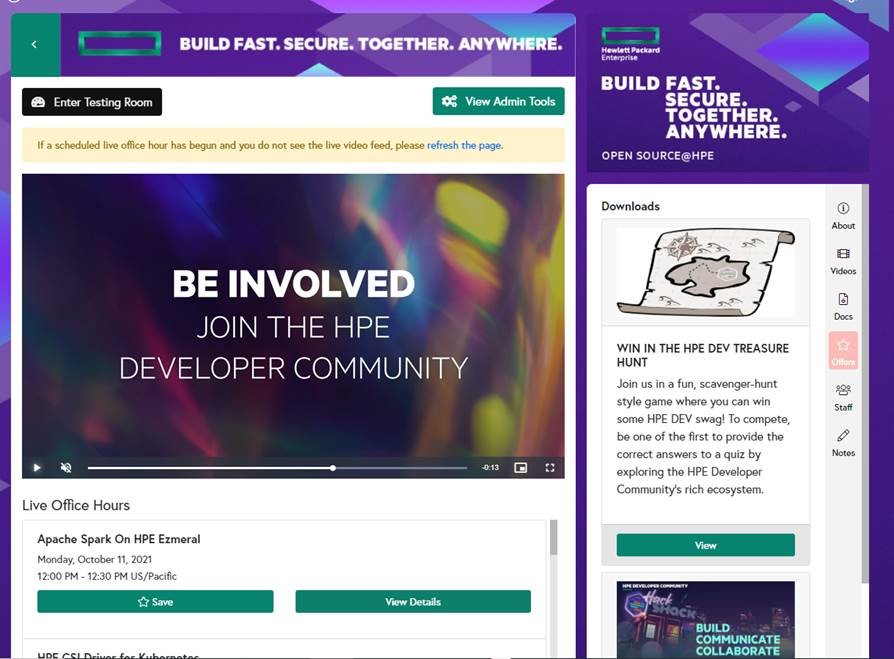 BUILD FAST. SECURE. TOGETHER. ANYWHERE.
Enter Testing Room
View Admin Tools
If a scheduled live office hour has begun and you do not see the live video feed, please refresh the page.
BE INVOLVED
JOIN THE HPE
DEVELOPER COMMUNITY
-0:13
Live Office Hours
Apache Spark On HPE Ezmeral
Monday, October 11, 2021
12:00 PM - 12:30 PM US/Pacific
Save
View Details
HPE CSI Driver for Kubernetes
Hewlett Packard
Enterprise
BUILD FAST.
SECURE.
TOGETHER.
ANYWHERE.
OPEN SOURCE@HPE
Downloads
WIN IN THE HPE DEV TREASURE
HUNT
Join us in a fun, scavenger-hunt
style game where you can win
some HPE DEV swag! To compete,
be one of the first to provide the
correct answers to a quiz by
exploring the HPE Developer
Community's rich ecosystem.
View
HPE DEVELOPER COMMUNITY
Hack
SHACK
BUILD
COMMUNICATE
COLLABORATE
About
Videos
Docs
Offers
Staff
Notes